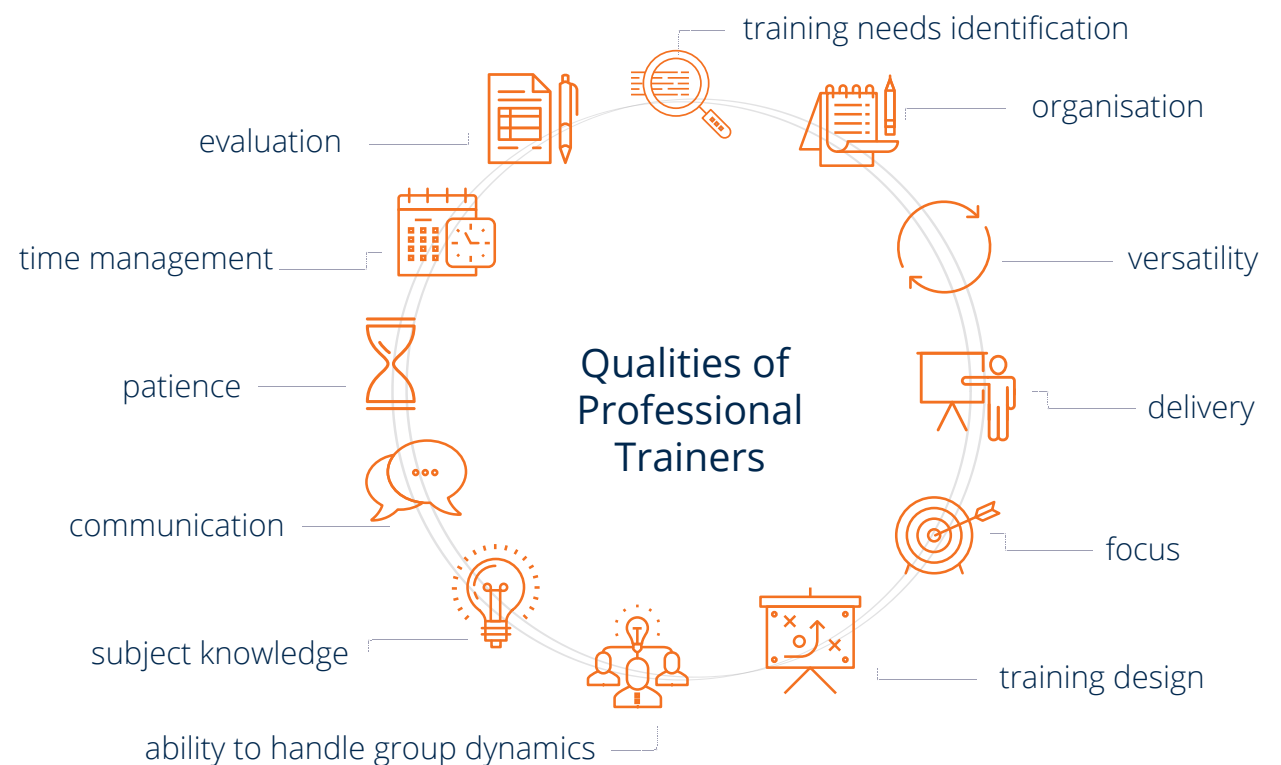 training needs identification
organisation
evaluation
time management
versatility
Qualities of
Professional
Trainers
patience
delivery
communication
focus
subject knowledge
training design
ability to handle group dynamics